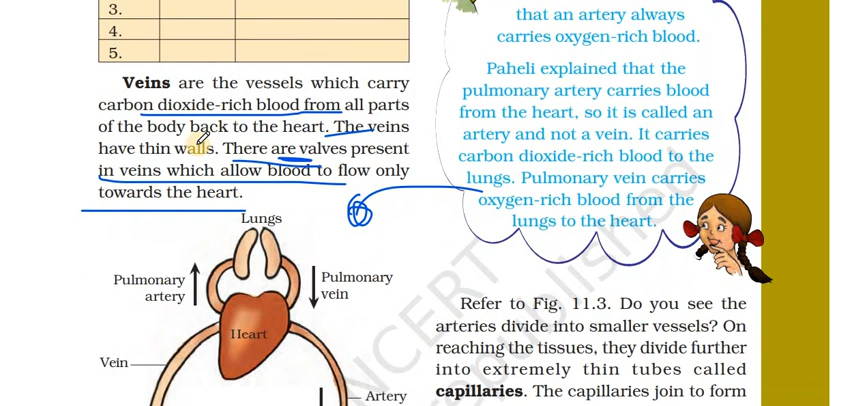 3.
4.
5.
Veins are the vessels which carry
carbon dioxide-rich blood from all parts
of the body back to the heart. The veins
have thin walls. There are valves present
in veins which allow blood to flow only
towards the heart.
Lungs
Pulmonary
artery
Pulmonary
vein
Heart
Vein
Artery
that an artery always
carries oxygen-rich blood.
Paheli explained that the
pulmonary artery carries blood
from the heart, so it is called an
artery and not a vein. It carries
carbon dioxide-rich blood to the
lungs. Pulmonary vein carries
oxygen-rich blood from the
lungs to the heart.
Refer to Fig. 11.3. Do you see the
arteries divide into smaller vessels? On
reaching the tissues, they divide further
into extremely thin tubes called
capillaries. The capillaries join to form
NCERT
republished